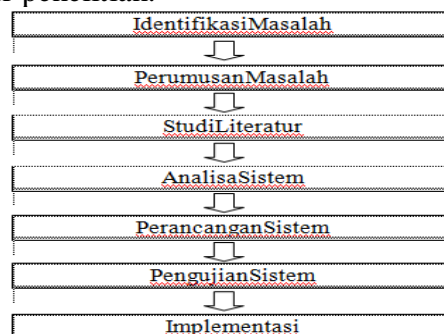 penelitian.
IdentifikasiMasalah
PerumusanMasalah
StudiLiteratur
AnalisaSistem
PerancanganSistem
PengujianSistem
Implementasi